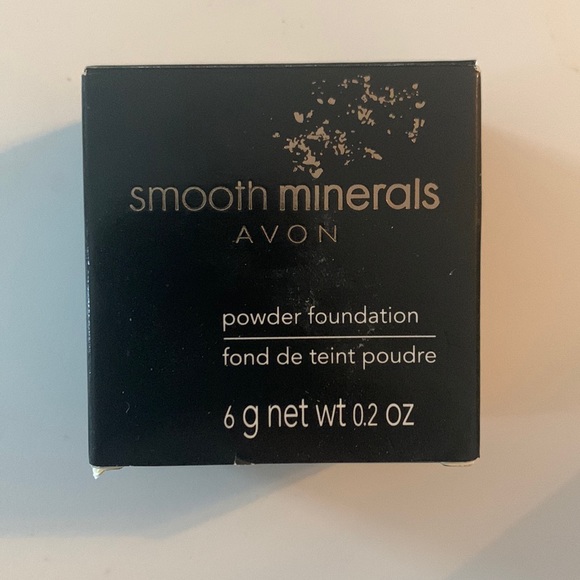 smooth minerals
AVON
powder foundation
fond de teint poudre
6 g net wt 0.2 oz